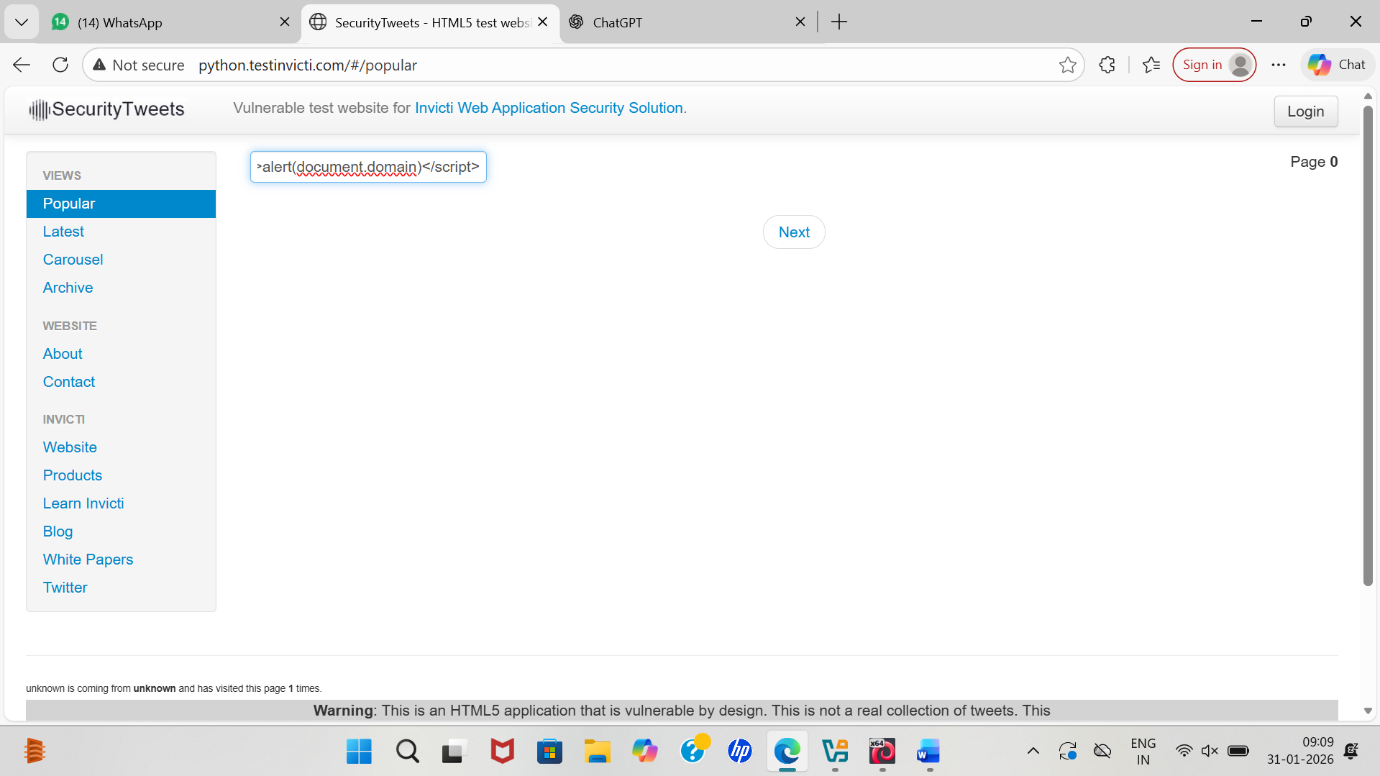 14 (14) WhatsApp SecurityTweets - HTML5 test webs ChatGPT
Not secure python.testinvicti.com/#/popular Sign in Chat
SecurityTweets Vulnerable test website for Invicti Web Application Security Solution. Login
VIEWS
Popular
Latest
Carousel
Archive
WEBSITE
About
Contact
INVICTI
Website
Products
Learn Invicti
Blog
White Papers
Twitter
>alert(document.domain)</script>
Page 0
Next
unknown is coming from unknown and has visited this page 1 times.
Warning: This is an HTML5 application that is vulnerable by design. This is not a real collection of tweets. This
hp X64 W
ENG
IN
09:09
31-01-2026